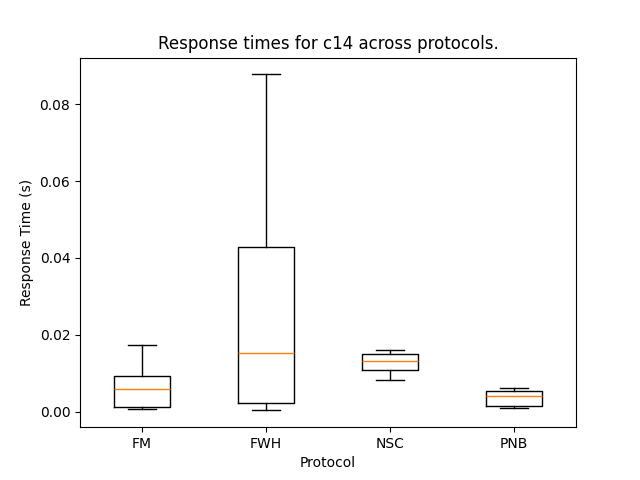 Response times for c14 across protocols.
0.08
0.06
0.04
0.02
0.00
Response Time (s)
FM FWH NSC PNB
Protocol